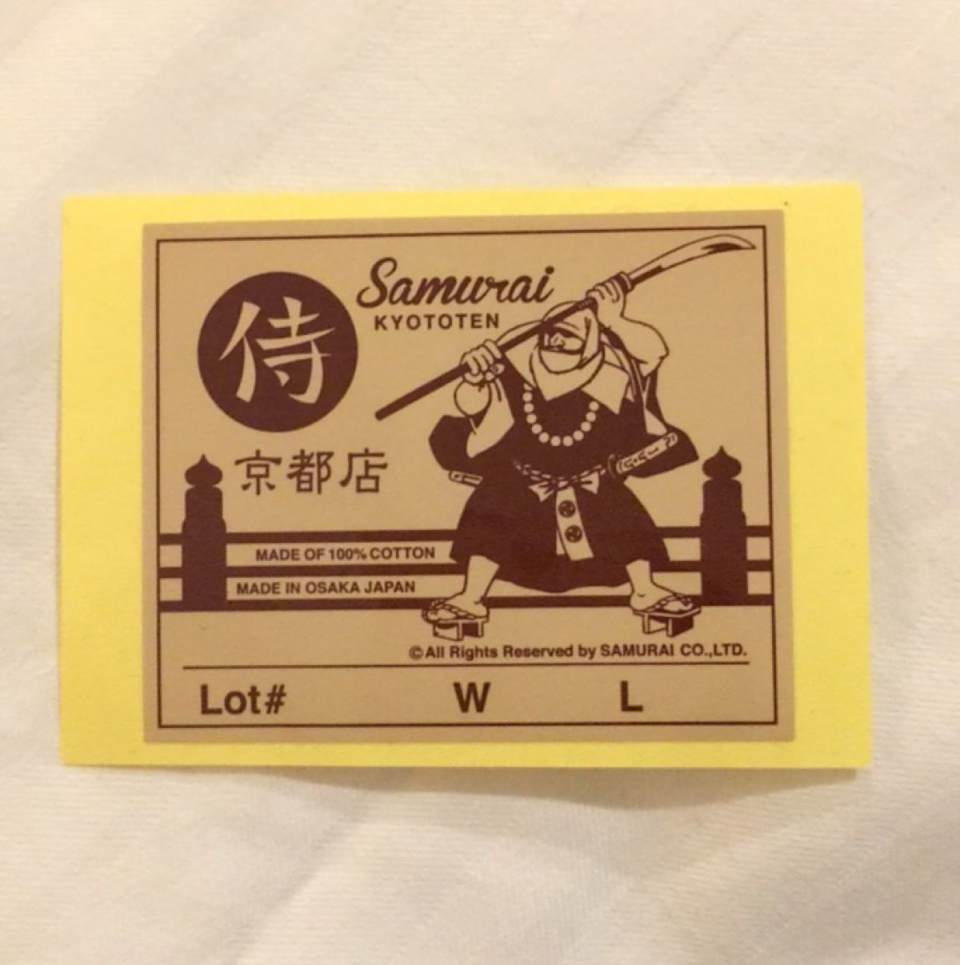 侍
Samurai
KYOTOTEN
京都店
MADE OF 100% COTTON
MADE IN OSAKA JAPAN
©All Rights Reserved by SAMURAI CO.,LTD.
Lot# W L